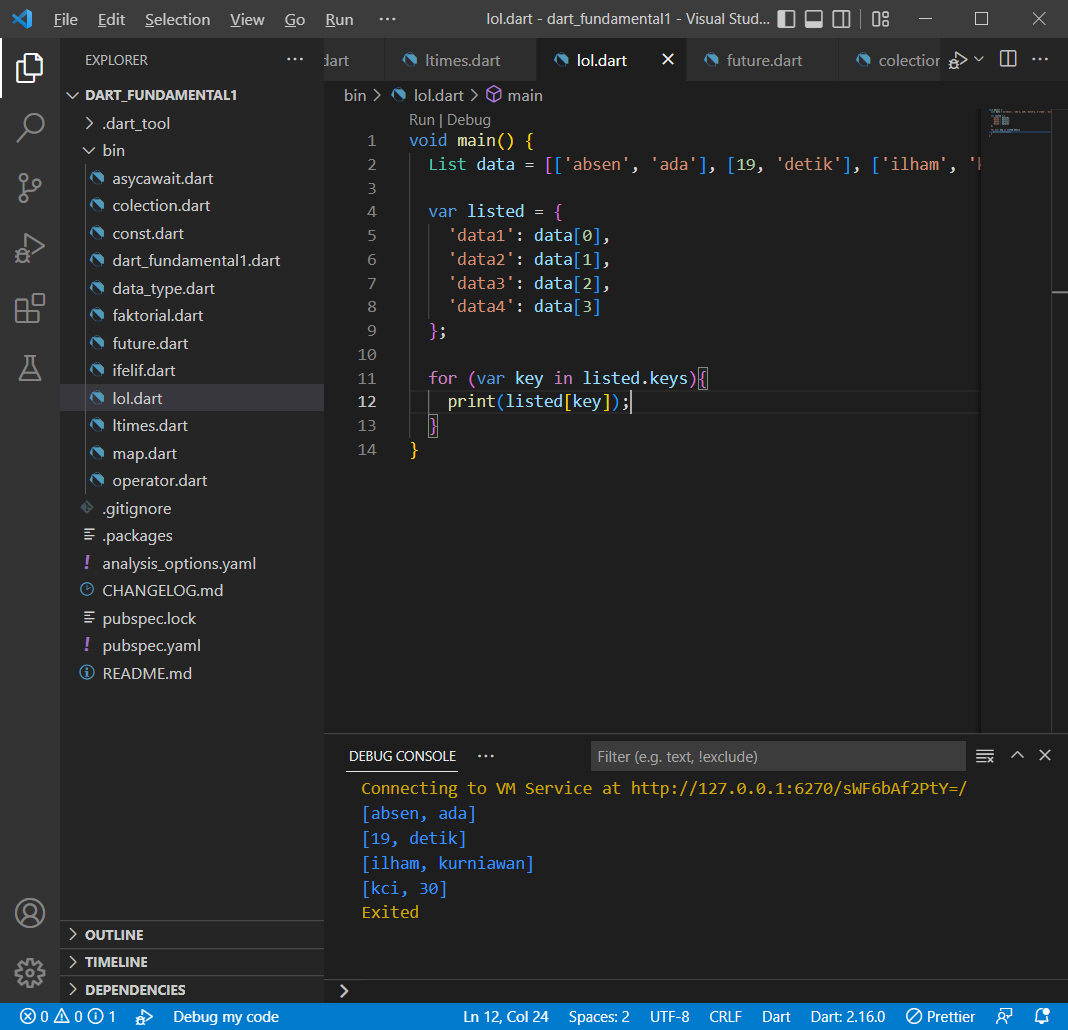 File Edit Selection View Go Run ··· lol.dart - dart_fundamental1 - Visual Stud...
EXPLORER ···
dart ltimes.dart lol.dart future.dart colection
DART_FUNDAMENTAL1
.dart_tool
bin
asycawait.dart
colection.dart
const.dart
dart_fundamental1.dart
data_type.dart
faktorial.dart
future.dart
ifelif.dart
lol.dart
ltimes.dart
map.dart
operator.dart
.gitignore
.packages
analysis_options.yaml
CHANGELOG.md
pubspec.lock
pubspec.yaml
README.md
OUTLINE
TIMELINE
DEPENDENCIES
bin > lol.dart > main
Run | Debug
1 void main() {
2   List data = [['absen', 'ada'], [19, 'detik'], ['ilham', '
3
4   var listed = {
5     'data1': data[0],
6     'data2': data[1],
7     'data3': data[2],
8     'data4': data[3]
9   };
10
11   for (var key in listed.keys){
12     print(listed[key]);
13   }
14 }
DEBUG CONSOLE ··· Filter (e.g. text, !exclude)
Connecting to VM Service at http://127.0.0.1:6270/sWF6bAf2PtY=/
[absen, ada]
[19, detik]
[ilham, kurniawan]
[kci, 30]
Exited
>
0 0 1 Debug my code Ln 12, Col 24 Spaces: 2 UTF-8 CRLF Dart Dart: 2.16.0 Prettier